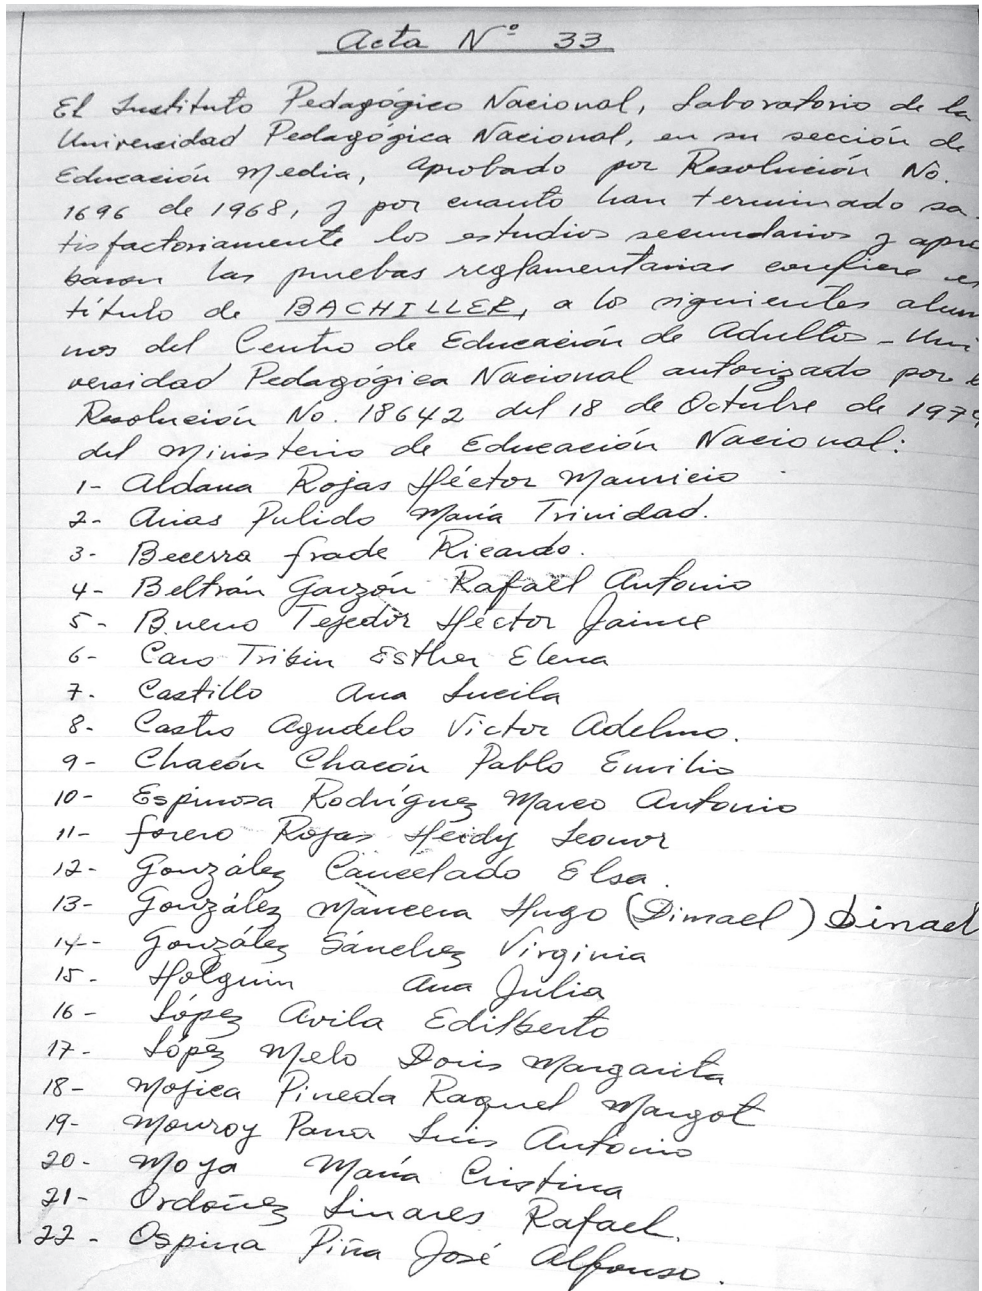 Acta Nº 33
El Instituto Pedagógico Nacional, Laboratorio de la
Universidad Pedagógica Nacional, en su sección de
Educación Media, aprobado por Resolución No.
1696 de 1968, y por cuanto han terminado sa-
tisfactoriamente los estudios secundarios y apro
baron las pruebas reglamentarias confiere
título de BACHILLER, a los siguientes alum
nos del Centro de Educación de Adultos - Uni
versidad Pedagógica Nacional autorizado por
Resolución No. 18642 del 18 de Octubre de 1979
del Ministerio de Educación Nacional:
1- Aldana Rojas Héctor Mauricio
2- Arias Pulido María Trinidad.
3- Becerra Frade Ricardo.
4- Beltrán Garzón Rafael Antonio
5- Bueno Tejedor Héctor Jaime
6- Caro Tribin Esther Elena
7- Castillo Ana Lucila
8- Castro Agudelo Victor Adelmo.
9- Chacón Chacón Pablo Emilio
10- Espinosa Rodríguez Marco Antonio
11- Forero Rojas Heidy Leonor
12- González Cancelado Elsa.
13- González Mancera Hugo (Dimael) Dinael
14- González Sánchez Virginia
15- Holguin Ana Julia
16- López Avila Edilberto
17- López Melo Doris Margarita
18- Mojica Pineda Raquel Margot
19- Monroy Parra Luis Antonio
20- Moya María Cristina
21- Ordoñez Linares Rafael.
22- Ospina Piña José Alfonso.